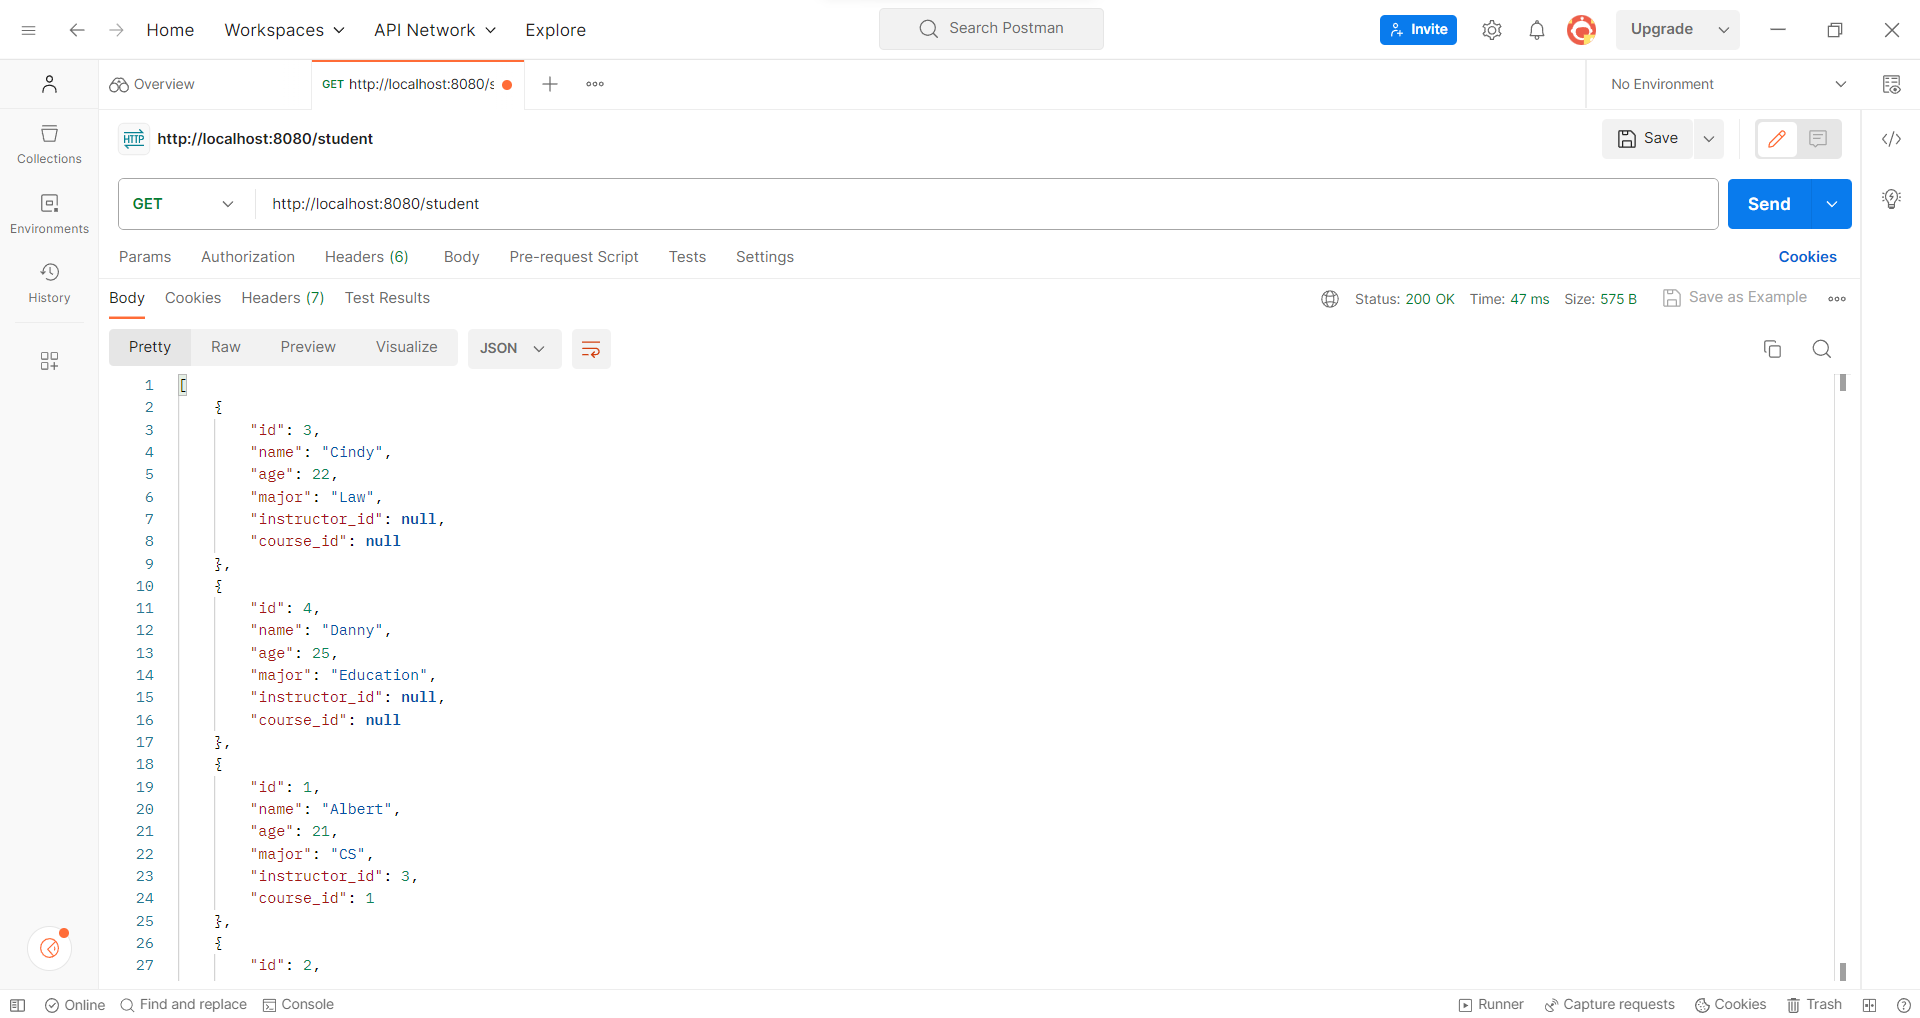 Home Workspaces API Network Explore Search Postman Invite Upgrade
Overview GET http://localhost:8080/s No Environment
HTTP http://localhost:8080/student Save
Collections
Environments
History
GET http://localhost:8080/student Send
Params Authorization Headers (6) Body Pre-request Script Tests Settings Cookies
Body Cookies Headers (7) Test Results Status: 200 OK Time: 47 ms Size: 575 B Save as Example
Pretty Raw Preview Visualize JSON
1 [
2 {
3 "id": 3,
4 "name": "Cindy",
5 "age": 22,
6 "major": "Law",
7 "instructor_id": null,
8 "course_id": null
9 },
10 {
11 "id": 4,
12 "name": "Danny",
13 "age": 25,
14 "major": "Education",
15 "instructor_id": null,
16 "course_id": null
17 },
18 {
19 "id": 1,
20 "name": "Albert",
21 "age": 21,
22 "major": "CS",
23 "instructor_id": 3,
24 "course_id": 1
25 },
26 {
27 "id": 2,
Online Find and replace Console Runner Capture requests Cookies Trash